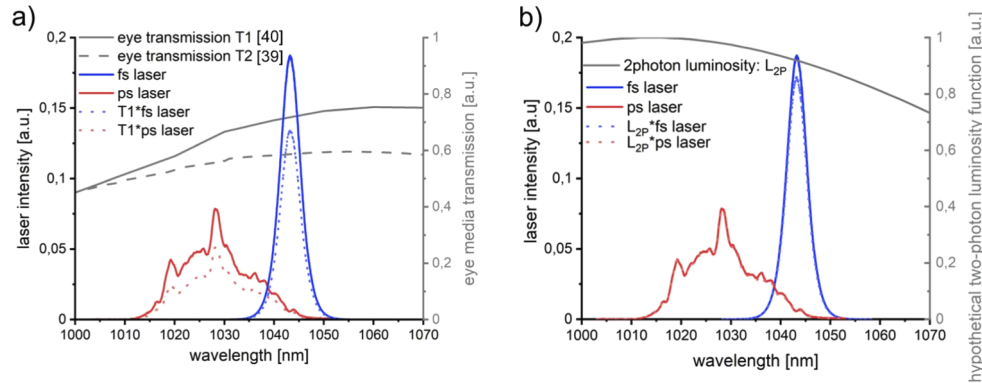 a)
eye transmission T1 [40]
eye transmission T2 [39]
fs laser
ps laser
T1*fs laser
T1*ps laser
0,2
0,15
0,1
0,05
0
laser intensity [a.u.]
1
0,8
0,6
0,4
0,2
0
eye media transmission [a.u.]
1000 1010 1020 1030 1040 1050 1060 1070
wavelength [nm]
b)
2photon luminosity: L2P
fs laser
ps laser
L2P*fs laser
L2P*ps laser
0,2
0,15
0,1
0,05
0
laser intensity [a.u]
1
0,8
0,6
0,4
0,2
0
hypothetical two-photon luminosity function [a.u.]
1000 1010 1020 1030 1040 1050 1060 1070
wavelength [nm]